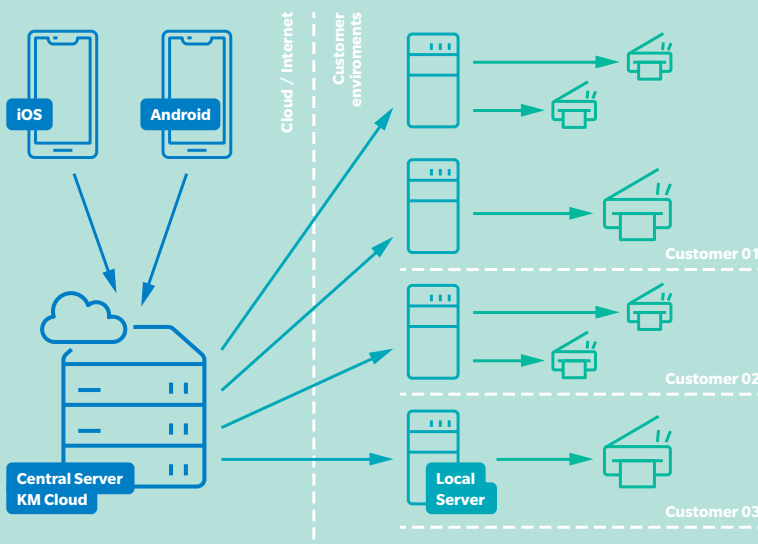 iOS
Android
Cloud / Internet
Customer
enviroments
Customer 01
Customer 02
Central Server
KM Cloud
Local
Server
Customer 03